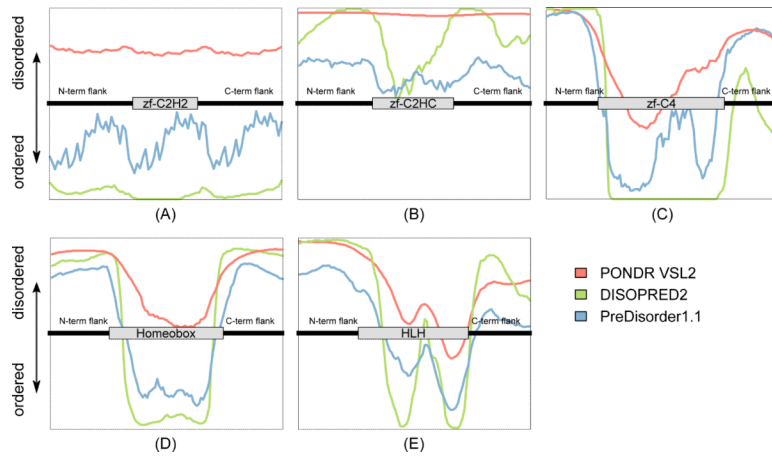 disordered
ordered
N-term flank
C-term flank
zf-C2H2
(A)
N-term flank
C-term flank
zf-C2HC
(B)
N-term flank
C-term flank
zf-C4
(C)
disordered
ordered
N-term flank
C-term flank
Homeobox
(D)
N-term flank
C-term flank
HLH
(E)
PONDR VSL2
DISOPRED2
PreDisorder1.1